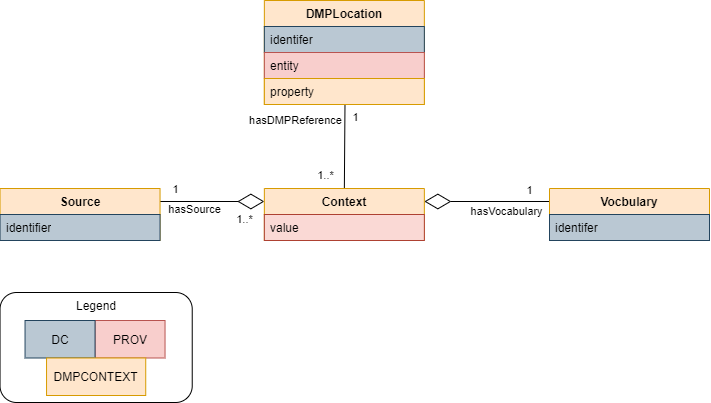 DMPLocation
identifer
entity
property
hasDMPReference
1
1..*
Source
identifier
1
hasSource
1..*
Context
value
1
hasVocabulary
Vocbulary
identifer
Legend
DC
PROV
DMPCONTEXT